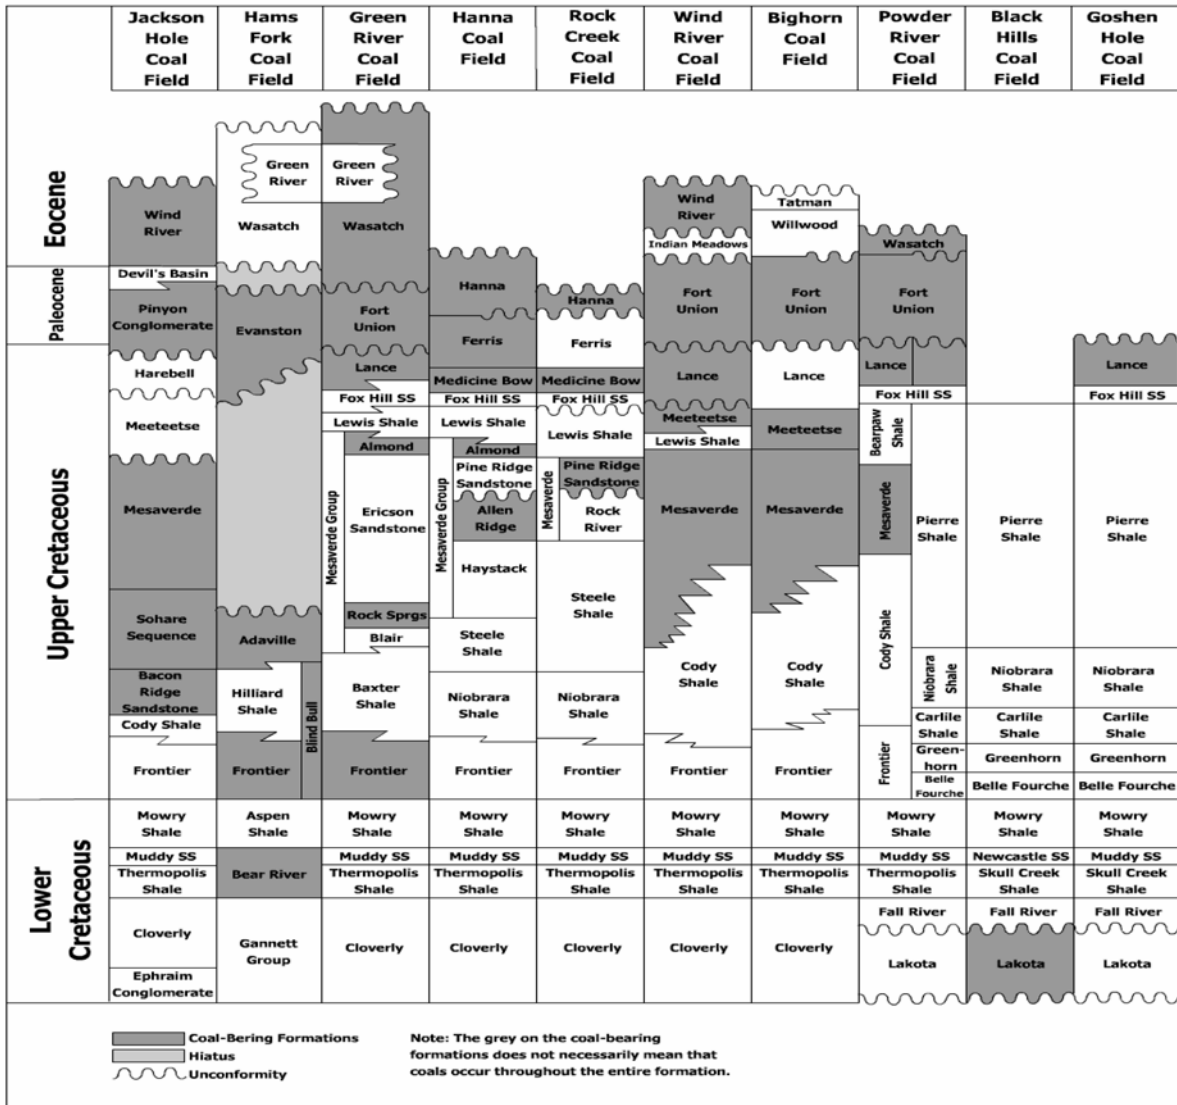 Jackson
Hole
Coal
Field
Hams
Fork
Coal
Field
Green
River
Coal
Field
Hanna
Coal
Field
Rock
Creek
Coal
Field
Wind
River
Coal
Field
Bighorn
Coal
Field
Powder
River
Coal
Field
Black
Hills
Coal
Field
Goshen
Hole
Coal
Field
Eocene
Paleocene
Upper Cretaceous
Lower
Cretaceous
Wind
River
Devil's Basin
Pinyon
Conglomerate
Harebell
Meeteetse
Mesaverde
Sohare
Sequence
Bacon
Ridge
Sandstone
Cody Shale
Frontier
Mowry
Shale
Muddy SS
Thermopolis
Shale
Cloverly
Ephraim
Conglomerate
Green
River
Wasatch
Evanston
Adaville
Hilliard
Shale
Blind Bull
Frontier
Aspen
Shale
Bear River
Gannett
Group
Green
River
Wasatch
Fort
Union
Lance
Fox Hill SS
Lewis Shale
Mesaverde Group
Almond
Ericson
Sandstone
Rock Sprgs
Blair
Baxter
Shale
Frontier
Mowry
Shale
Muddy SS
Thermopolis
Shale
Cloverly
Hanna
Ferris
Medicine Bow
Fox Hill SS
Lewis Shale
Mesaverde Group
Almond
Pine Ridge
Sandstone
Allen
Ridge
Haystack
Steele
Shale
Niobrara
Shale
Frontier
Mowry
Shale
Muddy SS
Thermopolis
Shale
Cloverly
Hanna
Ferris
Medicine Bow
Fox Hill SS
Lewis Shale
Mesaverde
Pine Ridge
Sandstone
Rock
River
Steele
Shale
Niobrara
Shale
Frontier
Mowry
Shale
Muddy SS
Thermopolis
Shale
Cloverly
Wind
River
Indian Meadows
Fort
Union
Lance
Meeteetse
Lewis Shale
Mesaverde
Cody
Shale
Frontier
Mowry
Shale
Muddy SS
Thermopolis
Shale
Cloverly
Tatman
Willwood
Fort
Union
Lance
Meeteetse
Mesaverde
Cody
Shale
Frontier
Mowry
Shale
Muddy SS
Thermopolis
Shale
Cloverly
Wasatch
Fort
Union
Lance
Fox Hill SS
Bearpaw
Shale
Mesaverde
Cody Shale
Frontier
Pierre
Shale
Niobrara
Shale
Carlile
Shale
Green-
horn
Belle
Fourche
Mowry
Shale
Muddy SS
Thermopolis
Shale
Fall River
Lakota
Pierre
Shale
Niobrara
Shale
Carlile
Shale
Greenhorn
Belle Fourche
Mowry
Shale
Newcastle SS
Skull Creek
Shale
Fall River
Lakota
Lance
Fox Hill SS
Pierre
Shale
Niobrara
Shale
Carlile
Shale
Greenhorn
Belle Fourche
Mowry
Shale
Muddy SS
Skull Creek
Shale
Fall River
Lakota
Coal-Bering Formations
Hiatus
Unconformity
Note: The grey on the coal-bearing
formations does not necessarily mean that
coals occur throughout the entire formation.